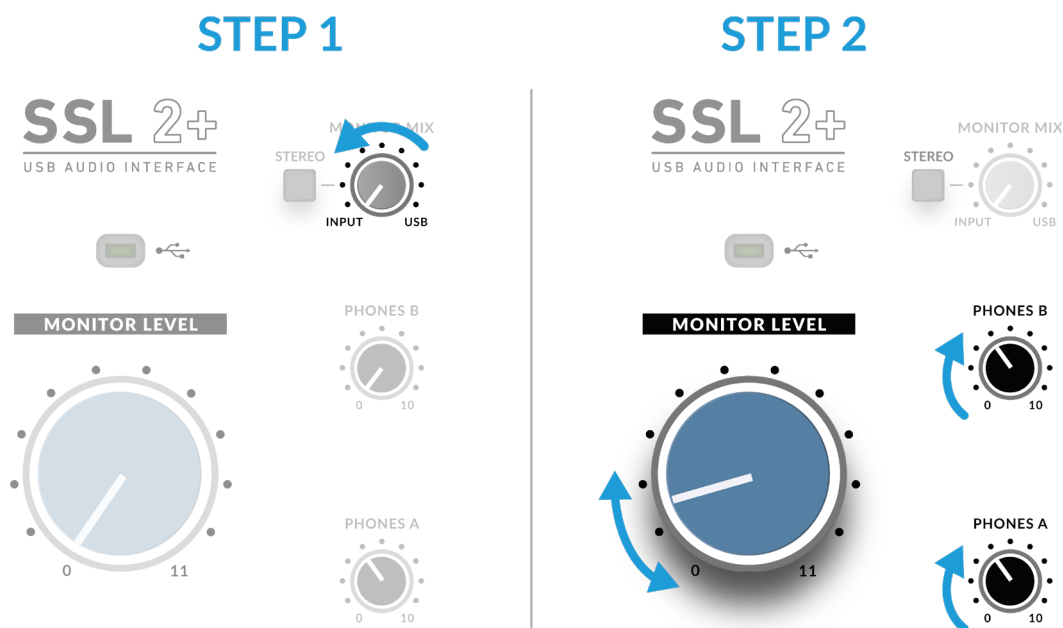 STEP 1
SSL 2+
USB AUDIO INTERFACE
MONITOR MIX
STEREO
INPUT
USB
MONITOR LEVEL
0
11
PHONES B
0
10
PHONES A
0
10
STEP 2
SSL 2+
USB AUDIO INTERFACE
MONITOR MIX
STEREO
INPUT
USB
MONITOR LEVEL
0
11
PHONES B
0
10
PHONES A
0
10